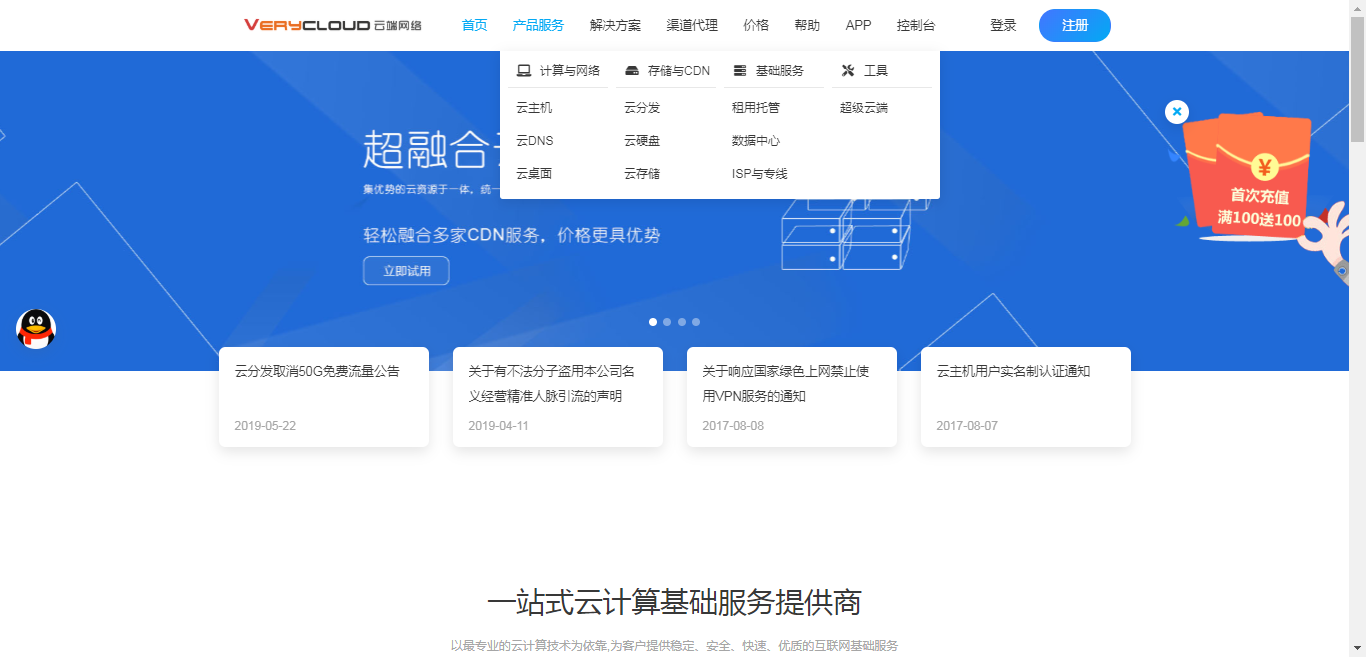 VERYCLOUD 云端网络
首页 产品服务 解决方案 渠道代理 价格 帮助 APP 控制台 登录 注册
计算与网络 存储与CDN 基础服务 工具
云主机 云分发 租用托管 超级云端
云DNS 云硬盘 数据中心
云桌面 云存储 ISP与专线
超融合
集优势的云资源于一体，统一
轻松融合多家CDN服务，价格更具优势
立即试用
¥
首次充值
满100送100
云分发取消50G免费流量公告
2019-05-22
关于有不法分子盗用本公司名
义经营精准人脉引流的声明
2019-04-11
关于响应国家绿色上网禁止使
用VPN服务的通知
2017-08-08
云主机用户实名制认证通知
2017-08-07
一站式云计算基础服务提供商
以最专业的云计算技术为依靠,为客户提供稳定、安全、快速、优质的互联网基础服务